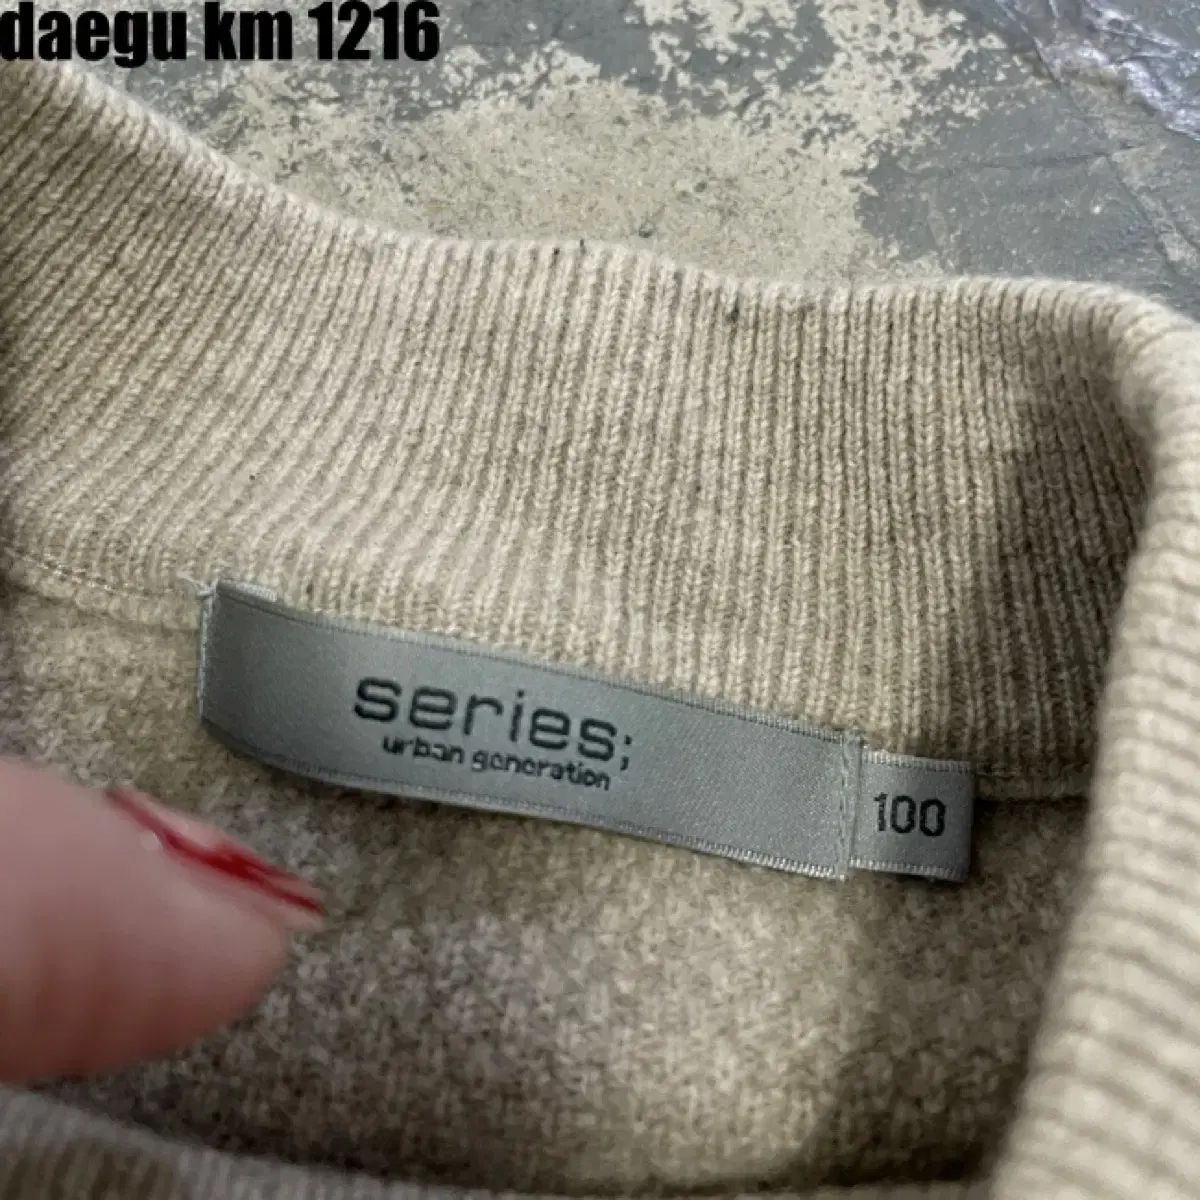 daegu km 1216
series;
urban generation
100